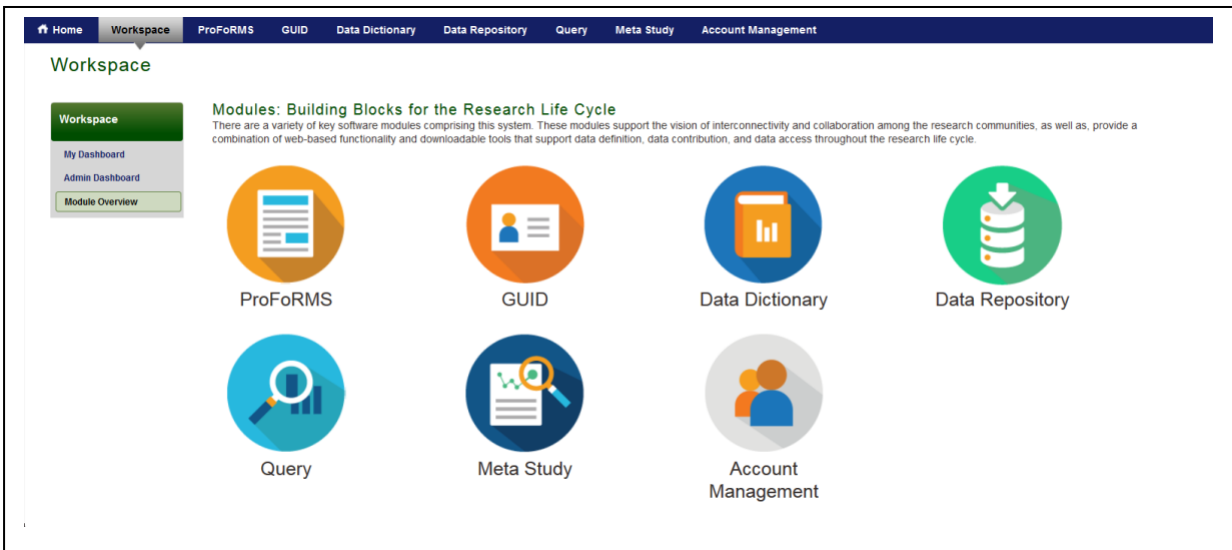 Home Workspace ProFoRMS GUID Data Dictionary Data Repository Query Meta Study Account Management
Workspace
Workspace
My Dashboard
Admin Dashboard
Module Overview
Modules: Building Blocks for the Research Life Cycle
There are a variety of key software modules comprising this system. These modules support the vision of interconnectivity and collaboration among the research communities, as well as, provide a
combination of web-based functionality and downloadable tools that support data definition, data contribution, and data access throughout the research life cycle.
ProFoRMS
GUID
Data Dictionary
Data Repository
Query
Meta Study
Account
Management